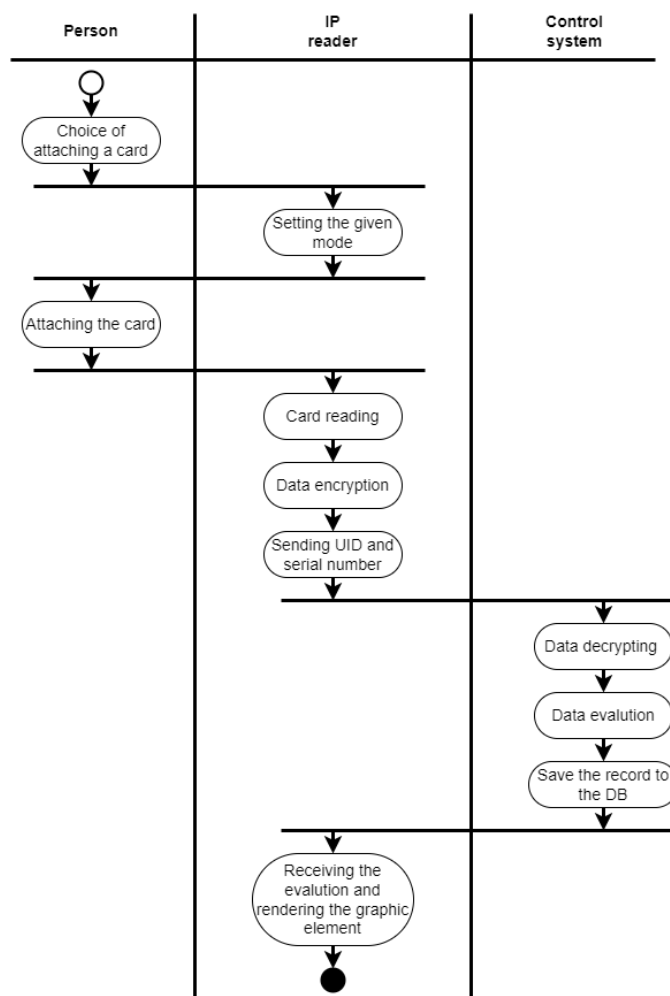 Person
IP
reader
Control
system
Choice of
attaching a card
Setting the given
mode
Attaching the card
Card reading
Data encryption
Sending UID and
serial number
Data decrypting
Data evalution
Save the record to
the DB
Receiving the
evalution and
rendering the graphic
element